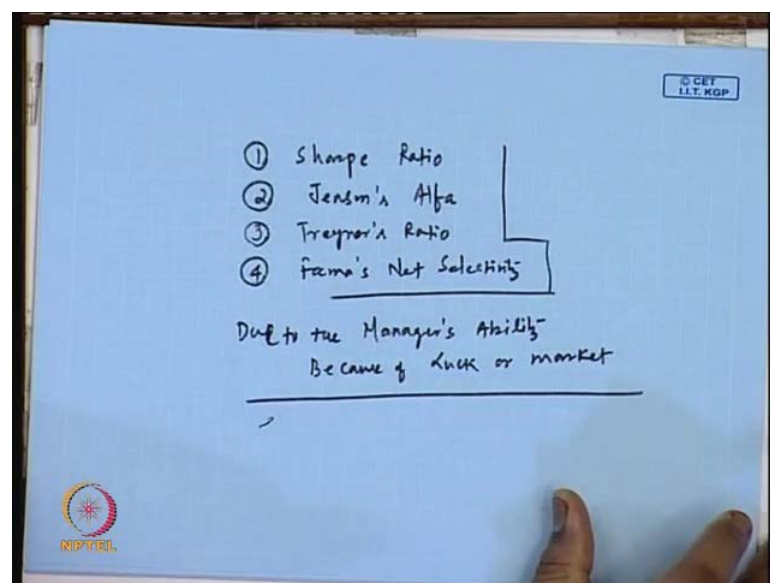 © CET
I.I.T. KGP
① Sharpe Ratio
② Jensen's Alfa
③ Treynor's Ratio
④ Fama's Net Selectivity
Due to the Manager's Ability
Because of Luck or market
NPTEL